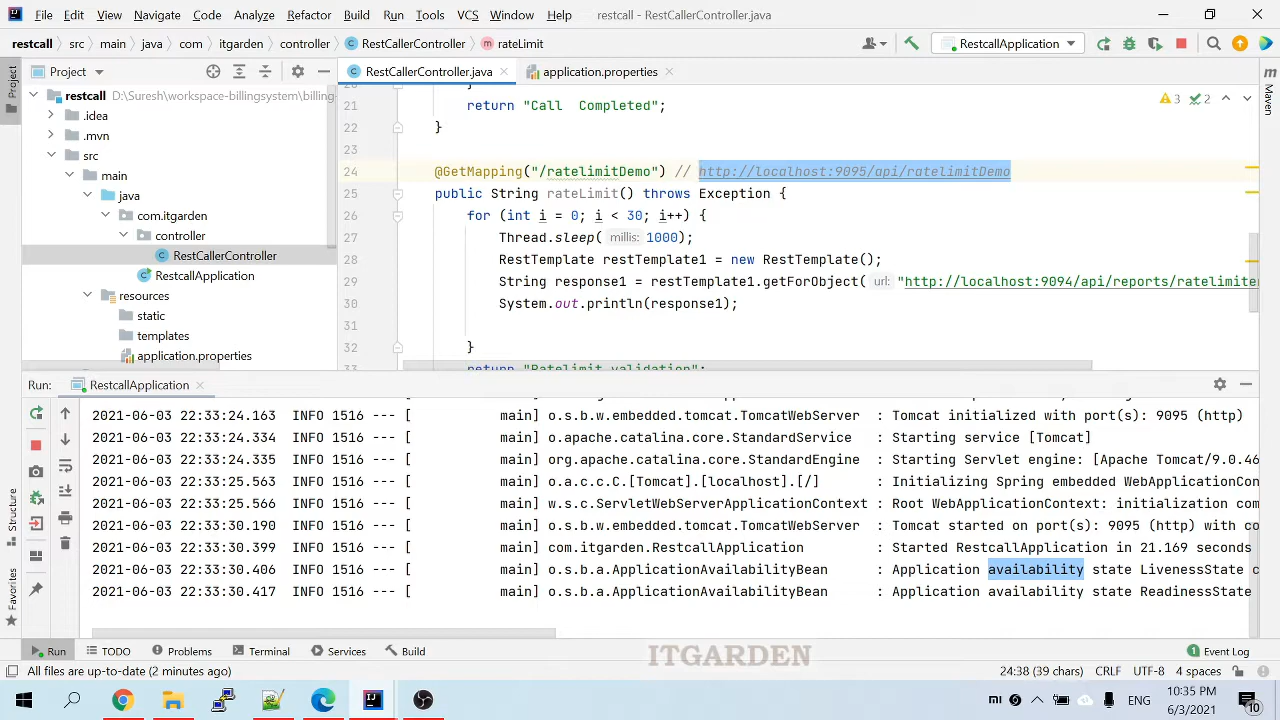 File Edit View Navigate Code Analyze Refactor Build Run Tools VCS Window Help restcall - RestCallerController.java
restcall src main java com itgarden controller RestCallerController rateLimit RestcallApplication
Project
RestCallerController.java application.properties
restcall D:\Suresh\workspace-billingsystem\billing-
.idea
.mvn
src
main
java
com.itgarden
controller
RestCallerController
RestcallApplication
resources
static
templates
application.properties
3 2
21 return "Call Completed";
22 }
23
24 @GetMapping("/ratelimitDemo") // http://localhost:9095/api/ratelimitDemo
25 public String rateLimit() throws Exception {
26 for (int i = 0; i < 30; i++) {
27 Thread.sleep( millis: 1000);
28 RestTemplate restTemplate1 = new RestTemplate();
29 String response1 = restTemplate1.getForObject( url: "http://localhost:9094/api/reports/ratelimite
30 System.out.println(response1);
31
32 }
33 return "Ratelimit validation";
Project
Structure
Favorites
Maven
Run: RestcallApplication
2021-06-03 22:33:24.163 INFO 1516 --- [ main] o.s.b.w.embedded.tomcat.TomcatWebServer : Tomcat initialized with port(s): 9095 (http)
2021-06-03 22:33:24.334 INFO 1516 --- [ main] o.apache.catalina.core.StandardService : Starting service [Tomcat]
2021-06-03 22:33:24.335 INFO 1516 --- [ main] org.apache.catalina.core.StandardEngine : Starting Servlet engine: [Apache Tomcat/9.0.46
2021-06-03 22:33:25.563 INFO 1516 --- [ main] o.a.c.c.C.[Tomcat].[localhost].[/] : Initializing Spring embedded WebApplicationCon
2021-06-03 22:33:25.566 INFO 1516 --- [ main] w.s.c.ServletWebServerApplicationContext : Root WebApplicationContext: initialization com
2021-06-03 22:33:30.190 INFO 1516 --- [ main] o.s.b.w.embedded.tomcat.TomcatWebServer : Tomcat started on port(s): 9095 (http) with co
2021-06-03 22:33:30.399 INFO 1516 --- [ main] com.itgarden.RestcallApplication : Started RestcallApplication in 21.169 seconds
2021-06-03 22:33:30.406 INFO 1516 --- [ main] o.s.b.a.ApplicationAvailabilityBean : Application availability state LivenessState c
2021-06-03 22:33:30.417 INFO 1516 --- [ main] o.s.b.a.ApplicationAvailabilityBean : Application availability state ReadinessState
Run TODO Problems Terminal Services Build ITGARDEN 1 Event Log
All files are up-to-date (2 minutes ago) 24:38 (39 chars) CRLF UTF-8 4 spaces
ENG 10:35 PM
6/3/2021 10